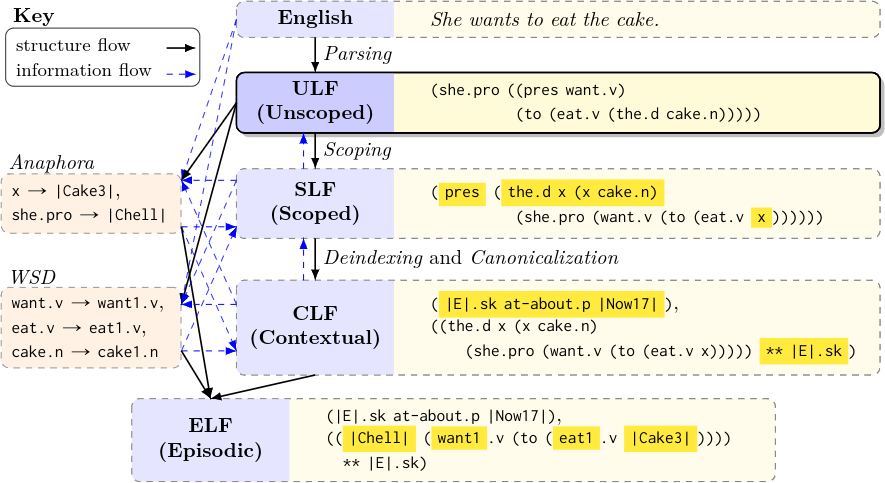 Key
structure flow
information flow
English
She wants to eat the cake.
Parsing
ULF
(Unscoped)
(she.pro ((pres want.v)
(to (eat.v (the.d cake.n)))))
Scoping
Anaphora
x → |Cake3|,
she.pro → |Chell|
SLF
(Scoped)
(pres (the.d x (x cake.n)
(she.pro (want.v (to (eat.v x))))))
Deindexing and Canonicalization
WSD
want.v → want1.v,
eat.v → eat1.v,
cake.n → cake1.n
CLF
(Contextual)
(|E|.sk at-about.p |Now17|),
((the.d x (x cake.n)
(she.pro (want.v (to (eat.v x))))) ** |E|.sk)
ELF
(Episodic)
(|E|.sk at-about.p |Now17|),
((|Chell| (want1.v (to (eat1.v |Cake3|))))
** |E|.sk)